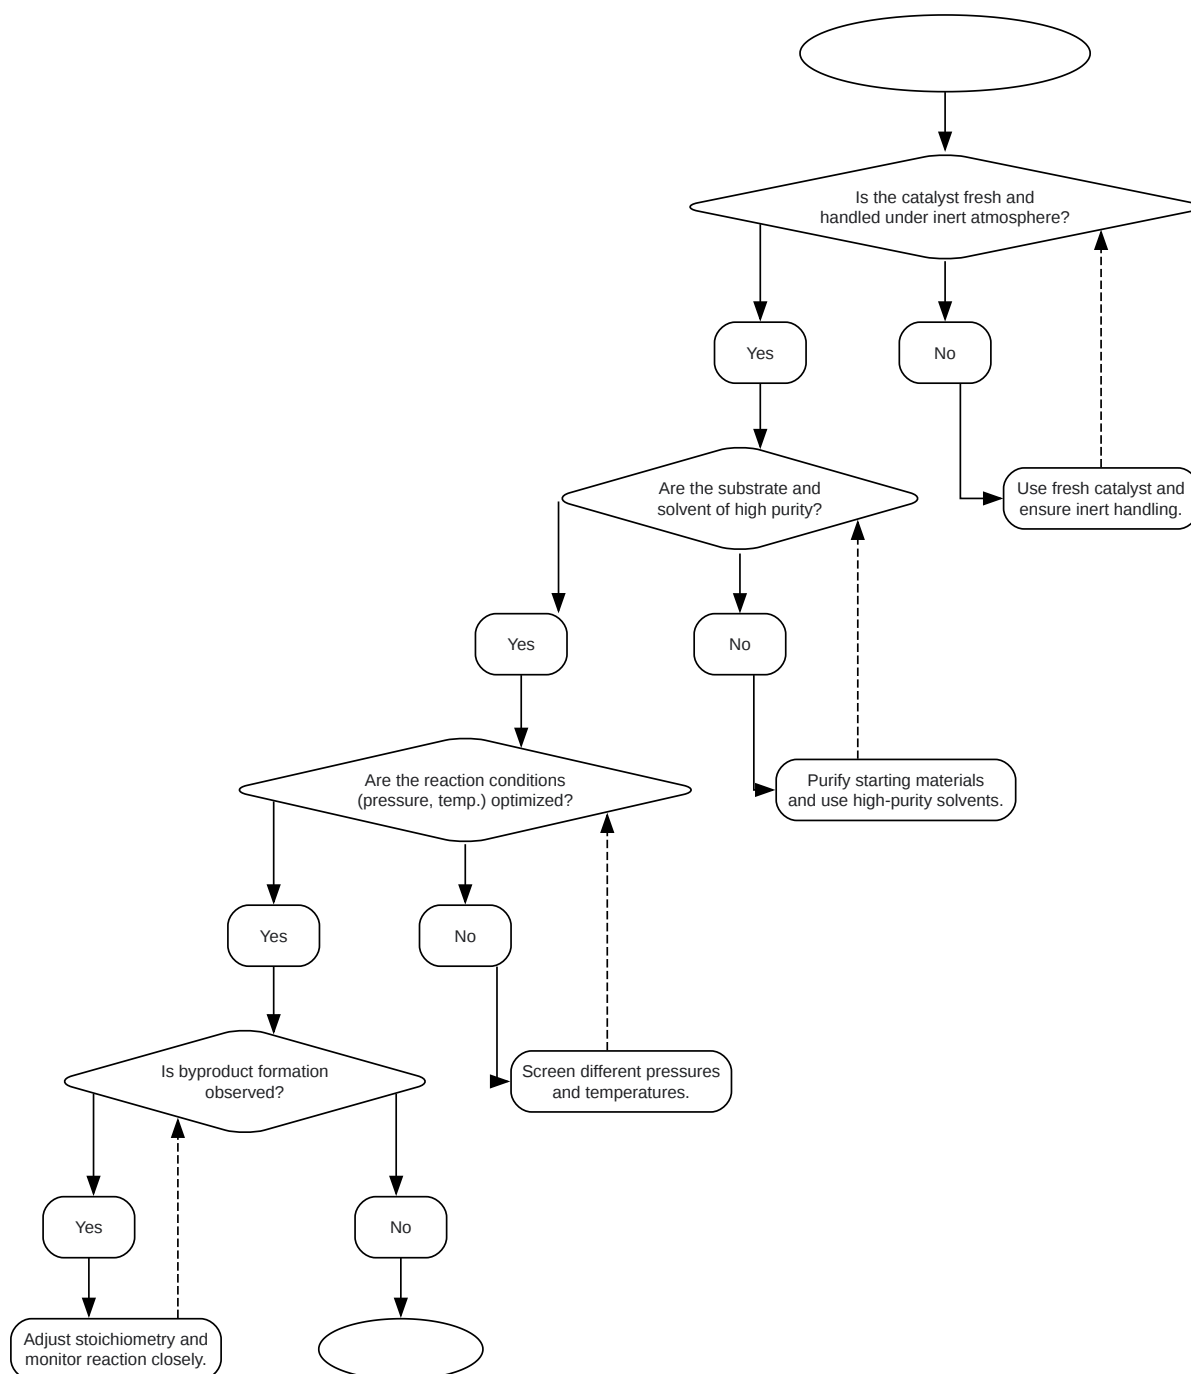 Is the catalyst fresh and
handled under inert atmosphere?
Yes
No
Use fresh catalyst and
ensure inert handling.
Are the substrate and
solvent of high purity?
Yes
No
Purify starting materials
and use high-purity solvents.
Are the reaction conditions
(pressure, temp.) optimized?
Yes
No
Screen different pressures
and temperatures.
Is byproduct formation
observed?
Yes
No
Adjust stoichiometry and
monitor reaction closely.